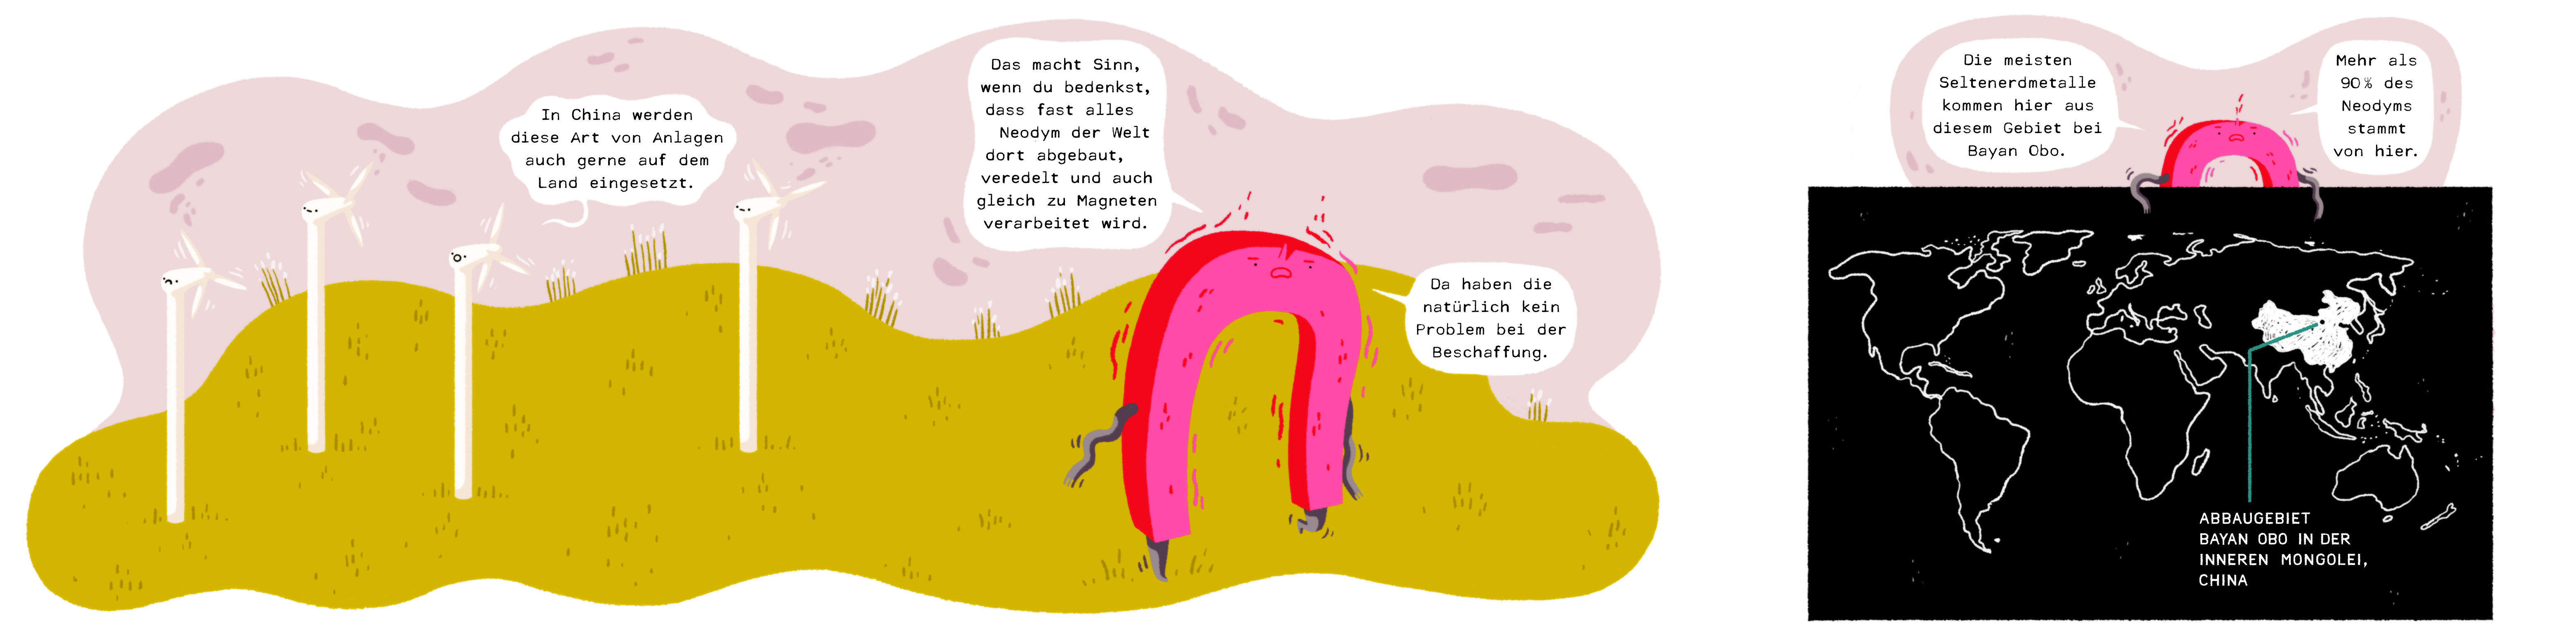 In China werden
diese Art von Anlagen
auch gerne auf dem
Land eingesetzt.
Das macht Sinn,
wenn du bedenkst,
dass fast alles
Neodym der Welt
dort abgebaut,
veredelt und auch
gleich zu Magneten
verarbeitet wird.
Da haben die
natürlich kein
Problem bei der
Beschaffung.
Die meisten
Seltenerdmetalle
kommen hier aus
diesem Gebiet bei
Bayan Obo.
Mehr als
90% des
Neodyms
stammt
von hier.
ABBAUGEBIET
BAYAN OBO IN DER
INNEREN MONGOLEI,
CHINA